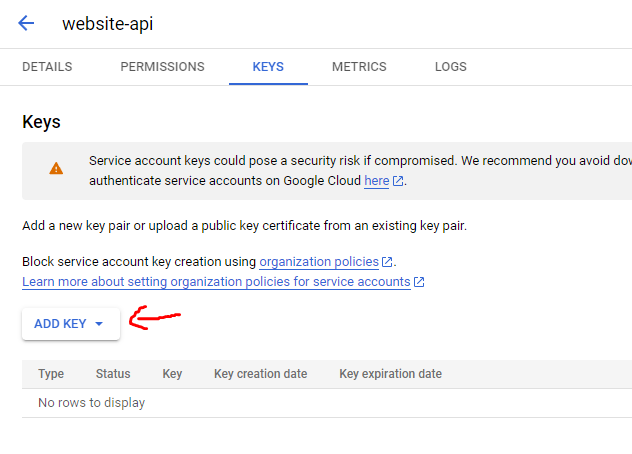 website-api
DETAILS PERMISSIONS KEYS METRICS LOGS
Keys
Service account keys could pose a security risk if compromised. We recommend you avoid
authenticate service accounts on Google Cloud here.
Add a new key pair or upload a public key certificate from an existing key pair.
Block service account key creation using organization policies.
Learn more about setting organization policies for service accounts
ADD KEY
Type Status Key Key creation date Key expiration date
No rows to display